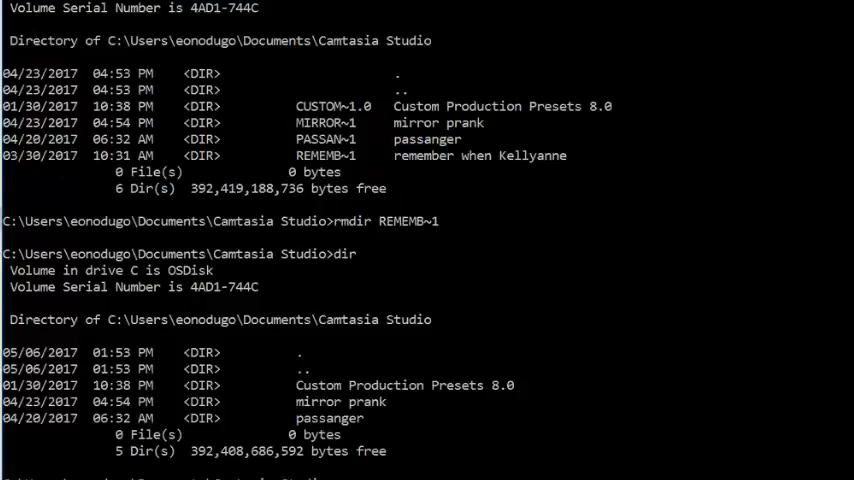 Volume Serial Number is 4AD1-744C
Directory of C:\Users\eonodugo\Documents\Camtasia Studio
04/23/2017 04:53 PM <DIR> .
04/23/2017 04:53 PM <DIR> ..
01/30/2017 10:38 PM <DIR> CUSTOM~1.0 Custom Production Presets 8.0
04/23/2017 04:54 PM <DIR> MIRROR~1 mirror prank
04/20/2017 06:32 AM <DIR> PASSAN~1 passanger
03/30/2017 10:31 AM <DIR> REMEMB~1 remember when Kellyanne
0 File(s) 0 bytes
6 Dir(s) 392,419,188,736 bytes free
C:\Users\eonodugo\Documents\Camtasia Studio>rmdir REMEMB~1
C:\Users\eonodugo\Documents\Camtasia Studio>dir
Volume in drive C is OSDisk
Volume Serial Number is 4AD1-744C
Directory of C:\Users\eonodugo\Documents\Camtasia Studio
05/06/2017 01:53 PM <DIR> .
05/06/2017 01:53 PM <DIR> ..
01/30/2017 10:38 PM <DIR> Custom Production Presets 8.0
04/23/2017 04:54 PM <DIR> mirror prank
04/20/2017 06:32 AM <DIR> passanger
0 File(s) 0 bytes
5 Dir(s) 392,408,686,592 bytes free